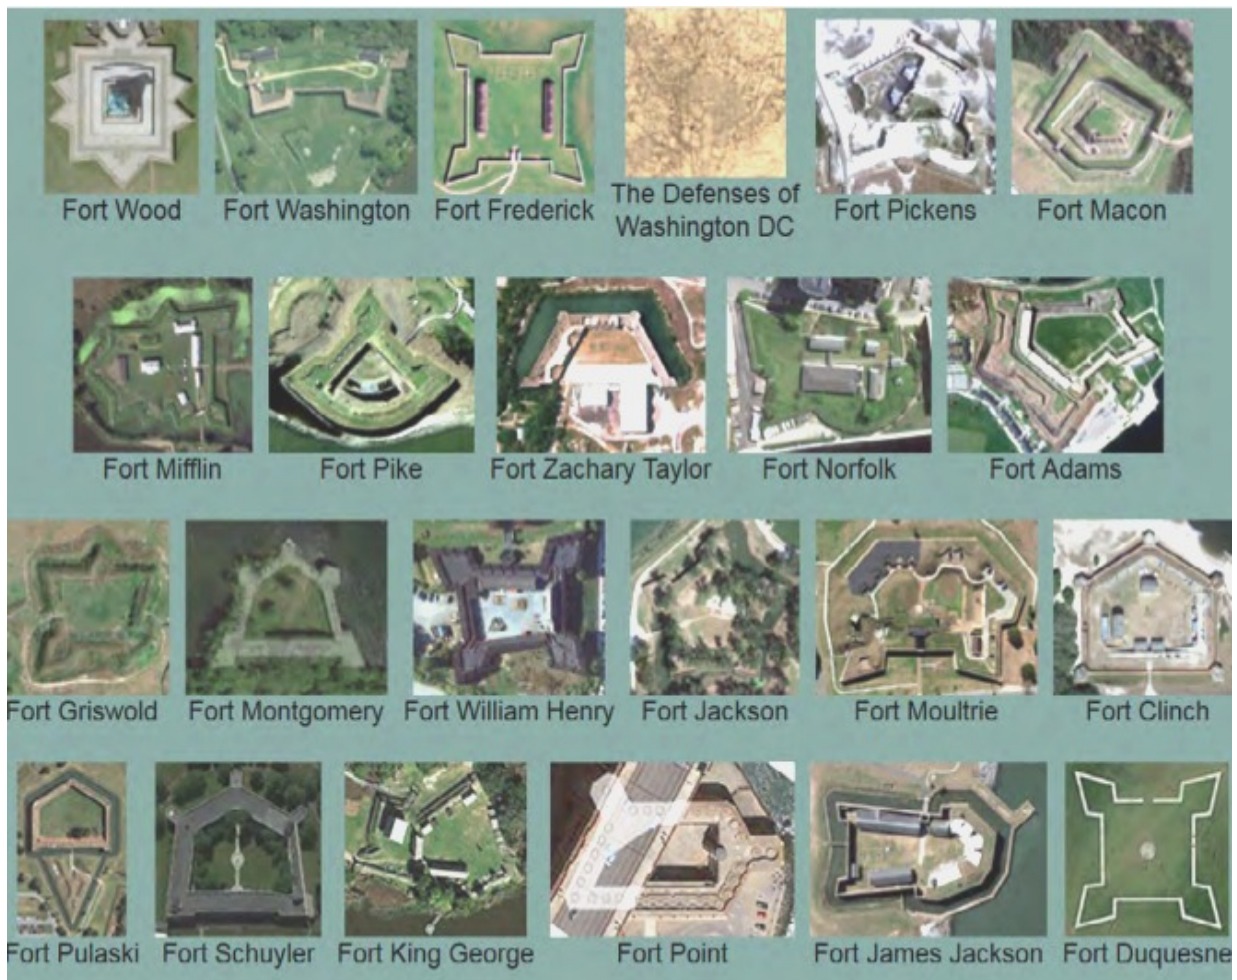 Fort Wood
Fort Washington
Fort Frederick
The Defenses of
Washington DC
Fort Pickens
Fort Macon
Fort Mifflin
Fort Pike
Fort Zachary Taylor
Fort Norfolk
Fort Adams
Fort Griswold
Fort Montgomery
Fort William Henry
Fort Jackson
Fort Moultrie
Fort Clinch
Fort Pulaski
Fort Schuyler
Fort King George
Fort Point
Fort James Jackson
Fort Duquesne